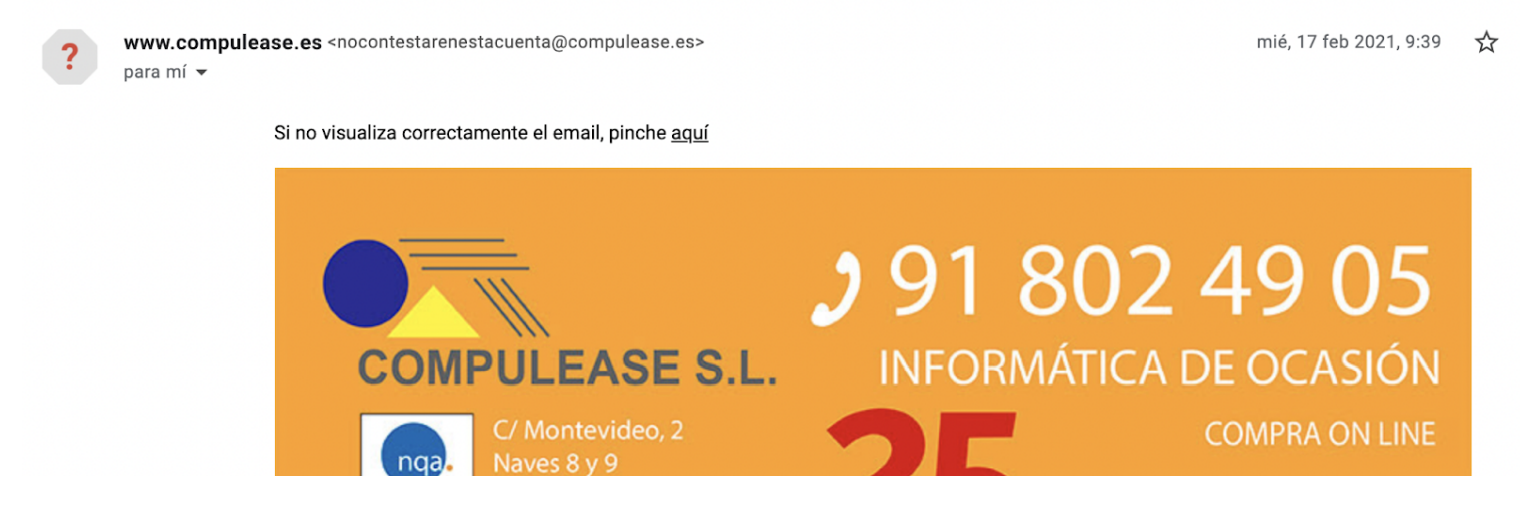 www.compulease.es <nocontestarenestacuenta@compulease.es>
mié, 17 feb 2021, 9:39
para mí
Si no visualiza correctamente el email, pinche aquí
COMPULEASE S.L.
91 802 49 05
INFORMÁTICA DE OCASIÓN
nqa.
C/ Montevideo, 2
Naves 8 y 9
25
COMPRA ON LINE